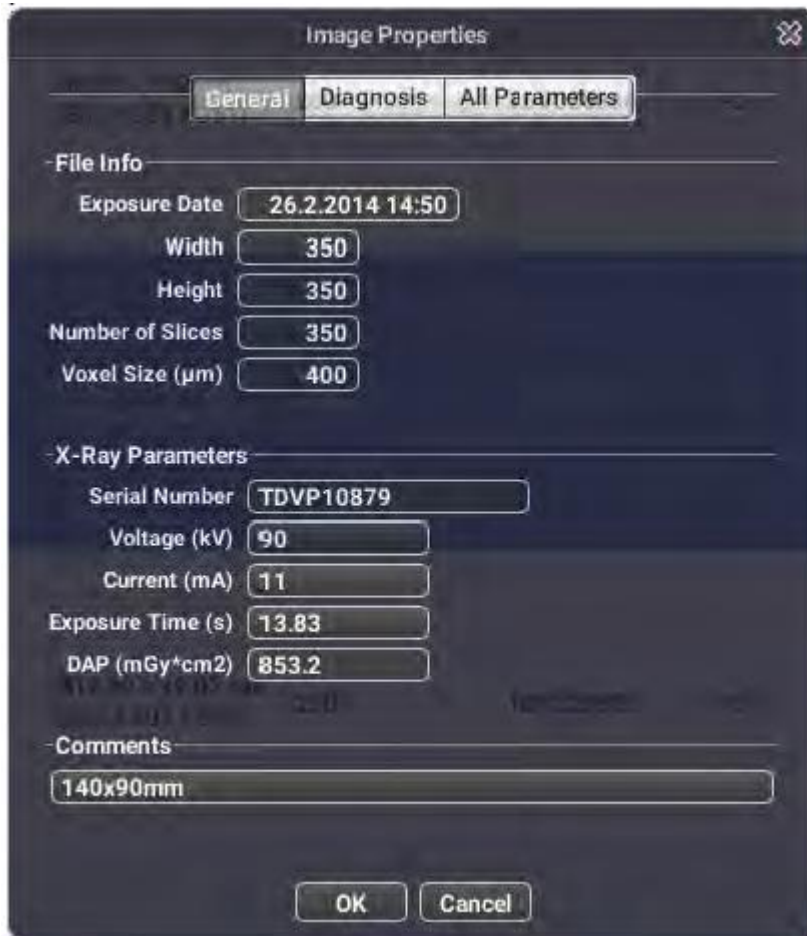 Image Properties
General Diagnosis All Parameters
File Info
Exposure Date 26.2.2014 14:50
Width 350
Height 350
Number of Slices 350
Voxel Size (µm) 400
X-Ray Parameters
Serial Number TDVP10879
Voltage (kV) 90
Current (mA) 11
Exposure Time (s) 13.83
DAP (mGy*cm2) 853.2
Comments
140x90mm
OK Cancel